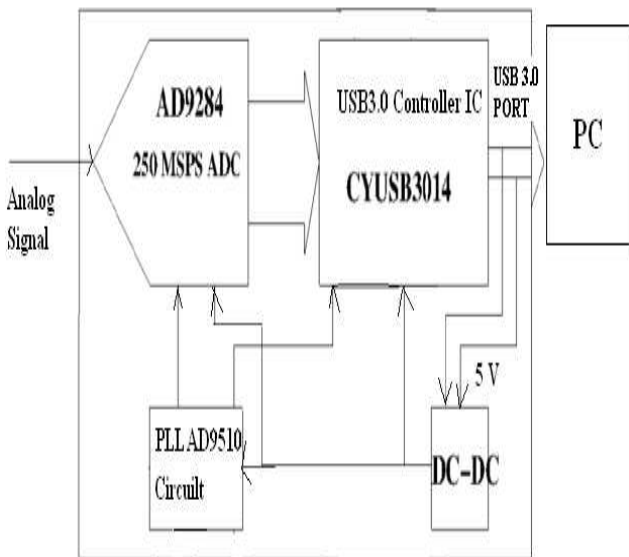 AD9284
250 MSPS ADC
USB3.0 Controller IC
CYUSB3014
USB 3.0
PORT
PC
Analog
Signal
5 V
PLL AD9510
Circuilt
DC-DC